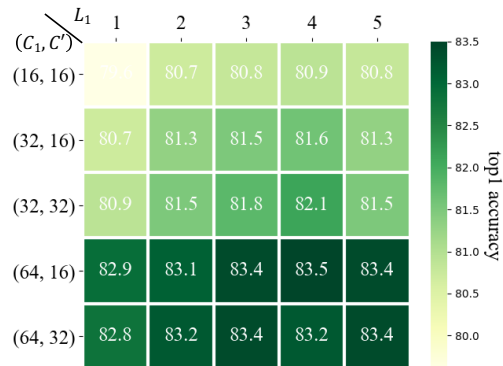 L₁ 1 2 3 4 5
(C₁, C′)
(16, 16) 80.7 80.8 80.9 80.8
(32, 16) 80.7 81.3 81.5 81.6 81.3
(32, 32) 80.9 81.5 81.8 82.1 81.5
(64, 16) 82.9 83.1 83.4 83.5 83.4
(64, 32) 82.8 83.2 83.4 83.2 83.4
83.5
83.0
82.5
82.0
81.5
81.0
80.5
80.0
top1 accuracy